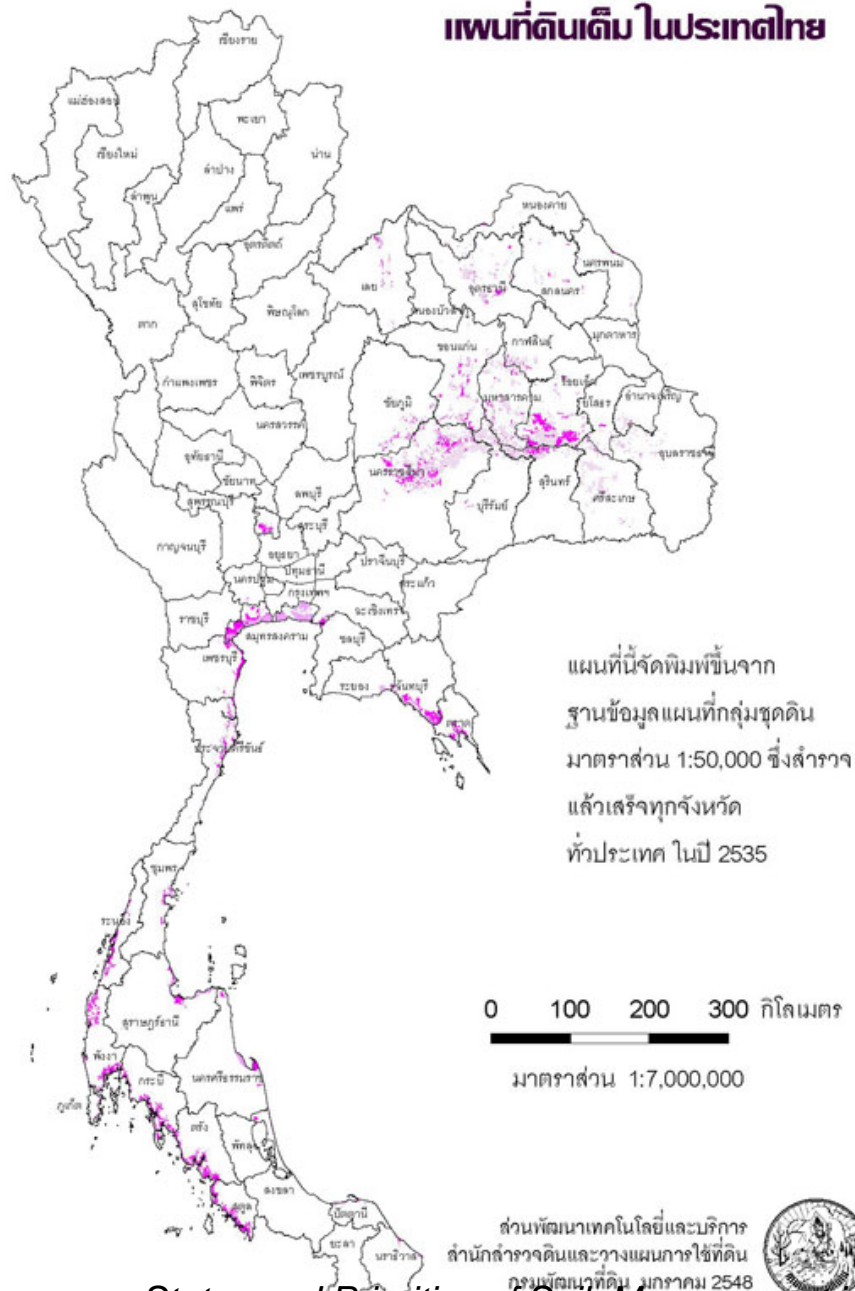 แผนที่ดินเค็ม ในประเทศไทย
เชียงราย
แม่ฮ่องสอน
พะเยา
เชียงใหม่
น่าน
ลำปาง
ลำพูน
แพร่
หนองคาย
อุตรดิตถ์
นครพนม
เลย
อุดรธานี
สกลนคร
สุโขทัย
พิษณุโลก
ตาก
มุกดาหาร
ขอนแก่น
กาฬสินธุ์
กำแพงเพชร
พิจิตร
เพชรบูรณ์
ร้อยเอ็ด
ชัยภูมิ
มหาสารคาม
ยโสธร
อำนาจเจริญ
นครสวรรค์
อุบลราชธานี
อุทัยธานี
นครราชสีมา
ชัยนาท
สุรินทร์
ลพบุรี
บุรีรัมย์
ศรีสะเกษ
สุพรรณบุรี
สระบุรี
กาญจนบุรี
อยุธยา
ปราจีนบุรี
ปทุมธานี
นครปฐม
สระแก้ว
กรุงเทพฯ
ราชบุรี
ฉะเชิงเทรา
สมุทรสงคราม
ชลบุรี
เพชรบุรี
ระยอง
จันทบุรี
ตราด
ประจวบคีรีขันธ์
แผนที่นี้จัดพิมพ์ขึ้นจาก
ฐานข้อมูลแผนที่กลุ่มชุดดิน
มาตราส่วน 1:50,000 ซึ่งสำรวจ
แล้วเสร็จทุกจังหวัด
ทั่วประเทศ ในปี 2535
ชุมพร
ระนอง
0 100 200 300 กิโลเมตร
มาตราส่วน 1:7,000,000
สุราษฎร์ธานี
พังงา
กระบี่
นครศรีธรรมราช
ภูเก็ต
ตรัง
พัทลุง
สงขลา
สตูล
ปัตตานี
ยะลา
นราธิวาส
ส่วนพัฒนาเทคโนโลยีและบริการ
สำนักสำรวจดินและวางแผนการใช้ที่ดิน
กรมพัฒนาที่ดิน มกราคม 2548